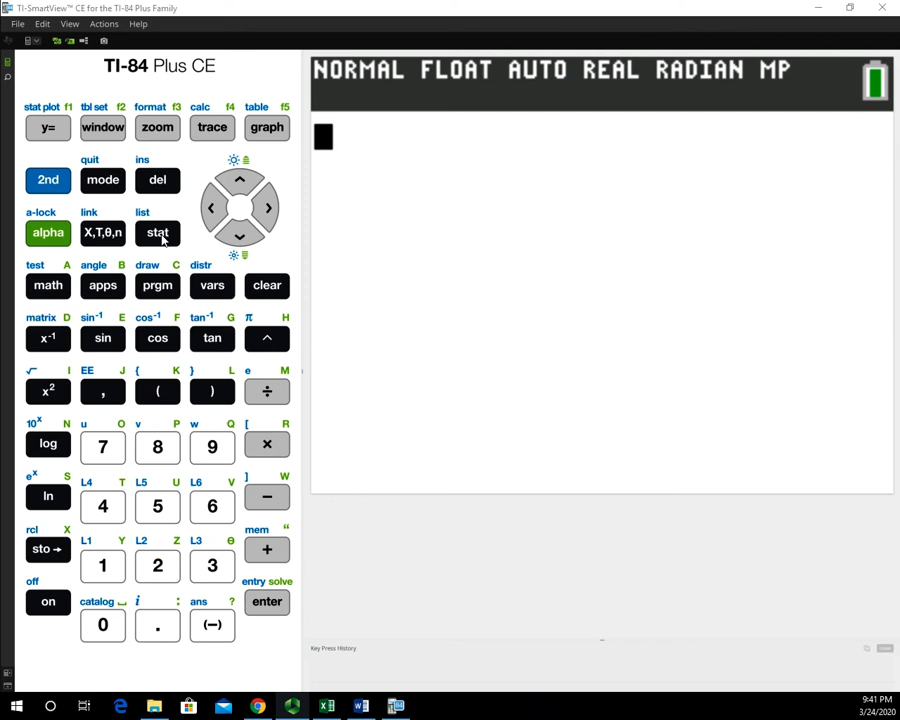 TI-SmartView™ CE for the TI-84 Plus Family
File Edit View Actions Help
TI-84 Plus CE
NORMAL FLOAT AUTO REAL RADIAN MP
stat plot f1 tbl set f2 format f3 calc f4 table f5
y= window zoom trace graph
quit ins
2nd mode del
a-lock link list
alpha X,T,θ,n stat
test A angle B draw C distr
math apps prgm vars clear
matrix D sin⁻¹ E cos⁻¹ F tan⁻¹ G π H
x⁻¹ sin cos tan ^
√ I EE J { K } L e M
x² , ( ) ÷
10ˣ N u O v P w Q [ R
log 7 8 9 ×
eˣ S L4 T L5 U L6 V ] W
ln 4 5 6 −
rcl X L1 Y L2 Z L3 θ mem "
sto→ 1 2 3 +
off catalog ␣ i : ans ? entry solve
on 0 . (−) enter
Key Press History
9:41 PM
3/24/2020